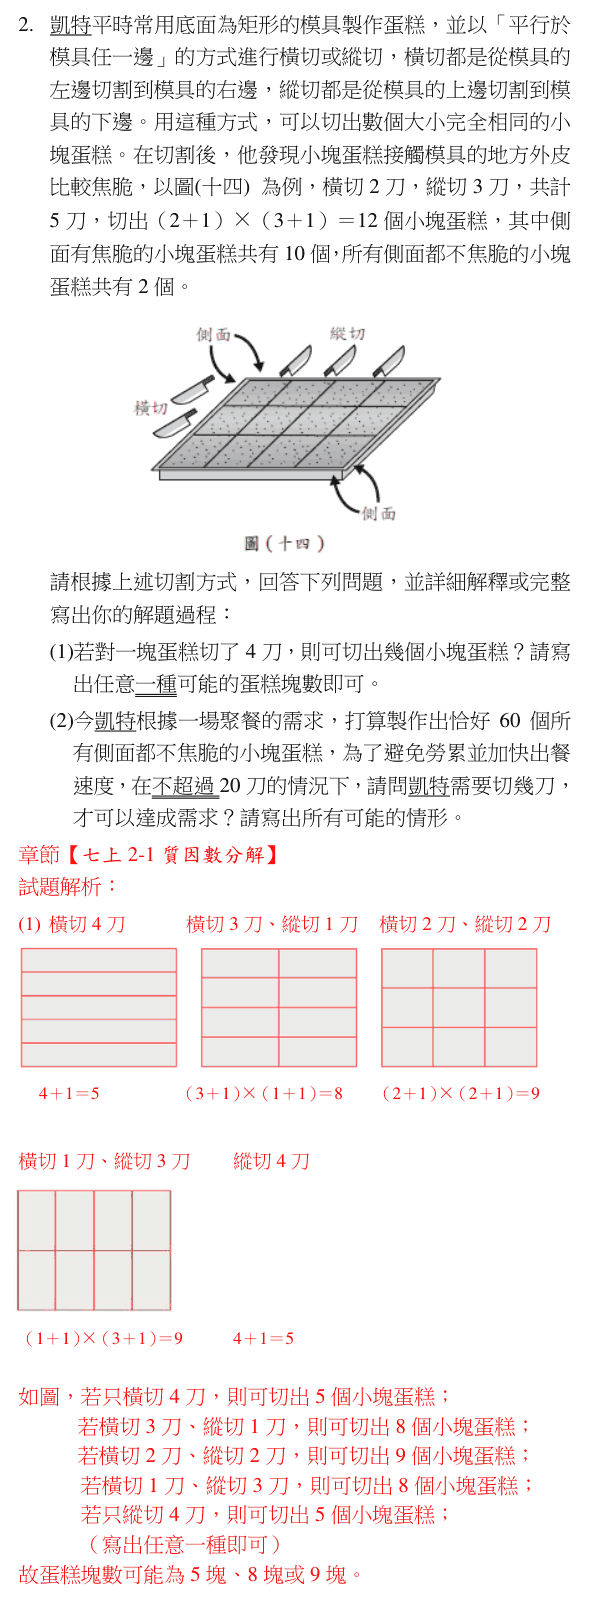 2. 凱特平時常用底面為矩形的模具製作蛋糕，並以「平行於
模具任一邊」的方式進行橫切或縱切，橫切都是從模具的
左邊切割到模具的右邊，縱切都是從模具的上邊切割到模
具的下邊。用這種方式，可以切出數個大小完全相同的小
塊蛋糕。在切割後，他發現小塊蛋糕接觸模具的地方外皮
比較焦脆，以圖(十四) 為例，橫切 2 刀，縱切 3 刀，共計
5 刀，切出（2＋1）×（3＋1）＝12 個小塊蛋糕，其中側
面有焦脆的小塊蛋糕共有 10 個，所有側面都不焦脆的小塊
蛋糕共有 2 個。
側面
縱切
橫切
側面
圖(十四)
請根據上述切割方式，回答下列問題，並詳細解釋或完整
寫出你的解題過程：
(1)若對一塊蛋糕切了 4 刀，則可切出幾個小塊蛋糕？請寫
出任意一種可能的蛋糕塊數即可。
(2)今凱特根據一場聚餐的需求，打算製作出恰好 60 個所
有側面都不焦脆的小塊蛋糕，為了避免勞累並加快出餐
速度，在不超過 20 刀的情況下，請問凱特需要切幾刀，
才可以達成需求？請寫出所有可能的情形。
章節【七上 2-1 質因數分解】
試題解析：
(1) 橫切 4 刀 橫切 3 刀、縱切 1 刀 橫切 2 刀、縱切 2 刀
4＋1＝5 （3＋1）×（1＋1）＝8 （2＋1）×（2＋1）＝9
橫切 1 刀、縱切 3 刀 縱切 4 刀
（1＋1）×（3＋1）＝9 4＋1＝5
如圖，若只橫切 4 刀，則可切出 5 個小塊蛋糕；
若橫切 3 刀、縱切 1 刀，則可切出 8 個小塊蛋糕；
若橫切 2 刀、縱切 2 刀，則可切出 9 個小塊蛋糕；
若橫切 1 刀、縱切 3 刀，則可切出 8 個小塊蛋糕；
若只縱切 4 刀，則可切出 5 個小塊蛋糕；
（寫出任意一種即可）
故蛋糕塊數可能為 5 塊、8 塊或 9 塊。